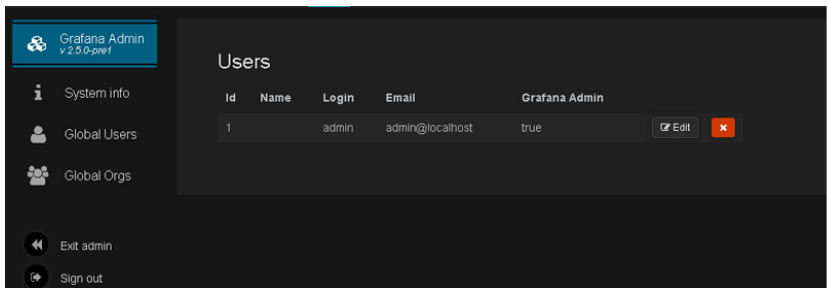 Grafana Admin
v 2.5.0-pre1
System info
Global Users
Global Orgs
Exit admin
Sign out
Users
Id Name Login Email Grafana Admin
1 admin admin@localhost true Edit